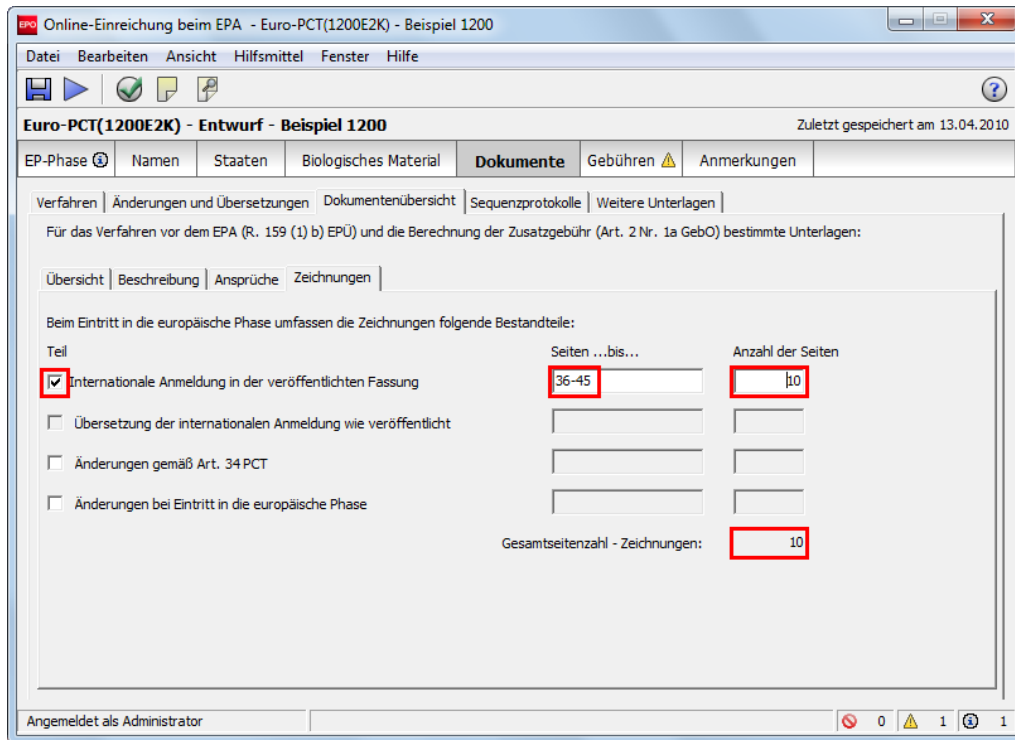 EPO Online-Einreichung beim EPA - Euro-PCT(1200E2K) - Beispiel 1200
Datei Bearbeiten Ansicht Hilfsmittel Fenster Hilfe
Euro-PCT(1200E2K) - Entwurf - Beispiel 1200 Zuletzt gespeichert am 13.04.2010
EP-Phase Namen Staaten Biologisches Material Dokumente Gebühren Anmerkungen
Verfahren Änderungen und Übersetzungen Dokumentenübersicht Sequenzprotokolle Weitere Unterlagen
Für das Verfahren vor dem EPA (R. 159 (1) b) EPÜ) und die Berechnung der Zusatzgebühr (Art. 2 Nr. 1a GebO) bestimmte Unterlagen:
Übersicht Beschreibung Ansprüche Zeichnungen
Beim Eintritt in die europäische Phase umfassen die Zeichnungen folgende Bestandteile:
Teil Seiten ...bis... Anzahl der Seiten
Internationale Anmeldung in der veröffentlichten Fassung 36-45 10
Übersetzung der internationalen Anmeldung wie veröffentlicht
Änderungen gemäß Art. 34 PCT
Änderungen bei Eintritt in die europäische Phase
Gesamtseitenzahl - Zeichnungen: 10
Angemeldet als Administrator 0 1 1